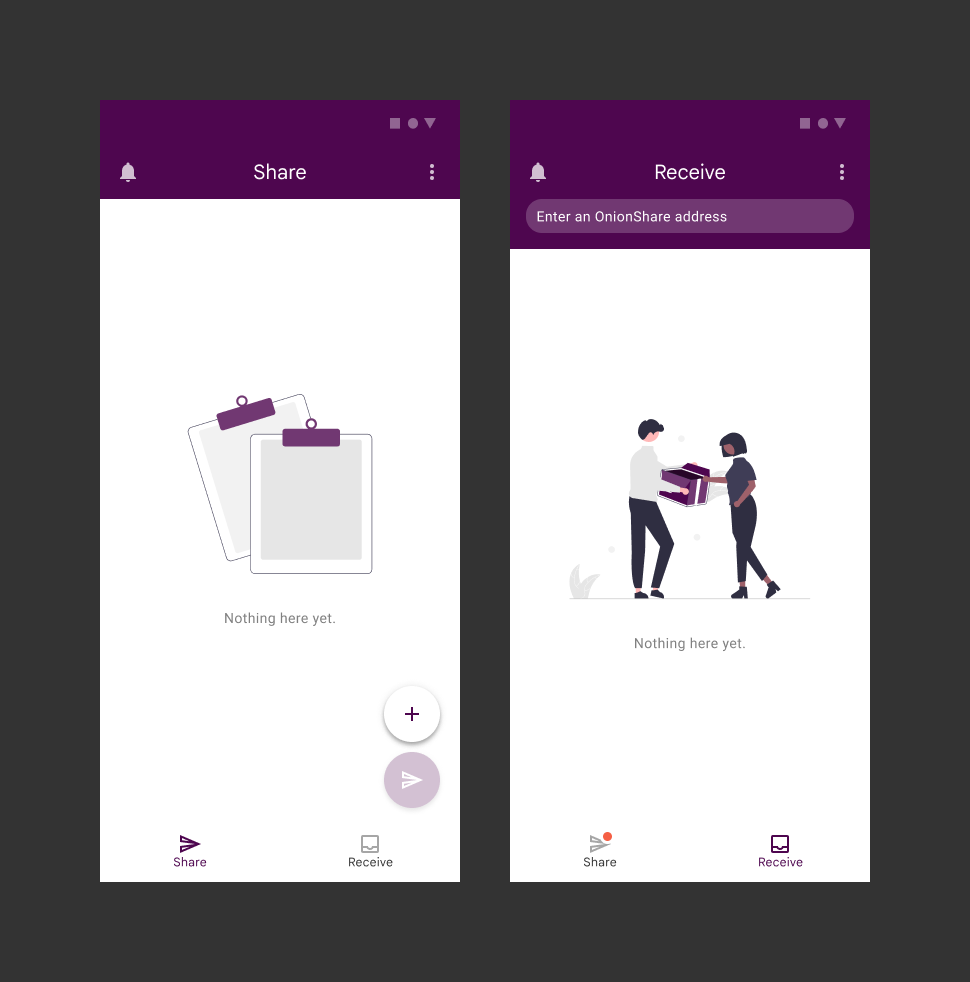 Share
Nothing here yet.
Share
Receive
Receive
Enter an OnionShare address
Nothing here yet.
Share
Receive